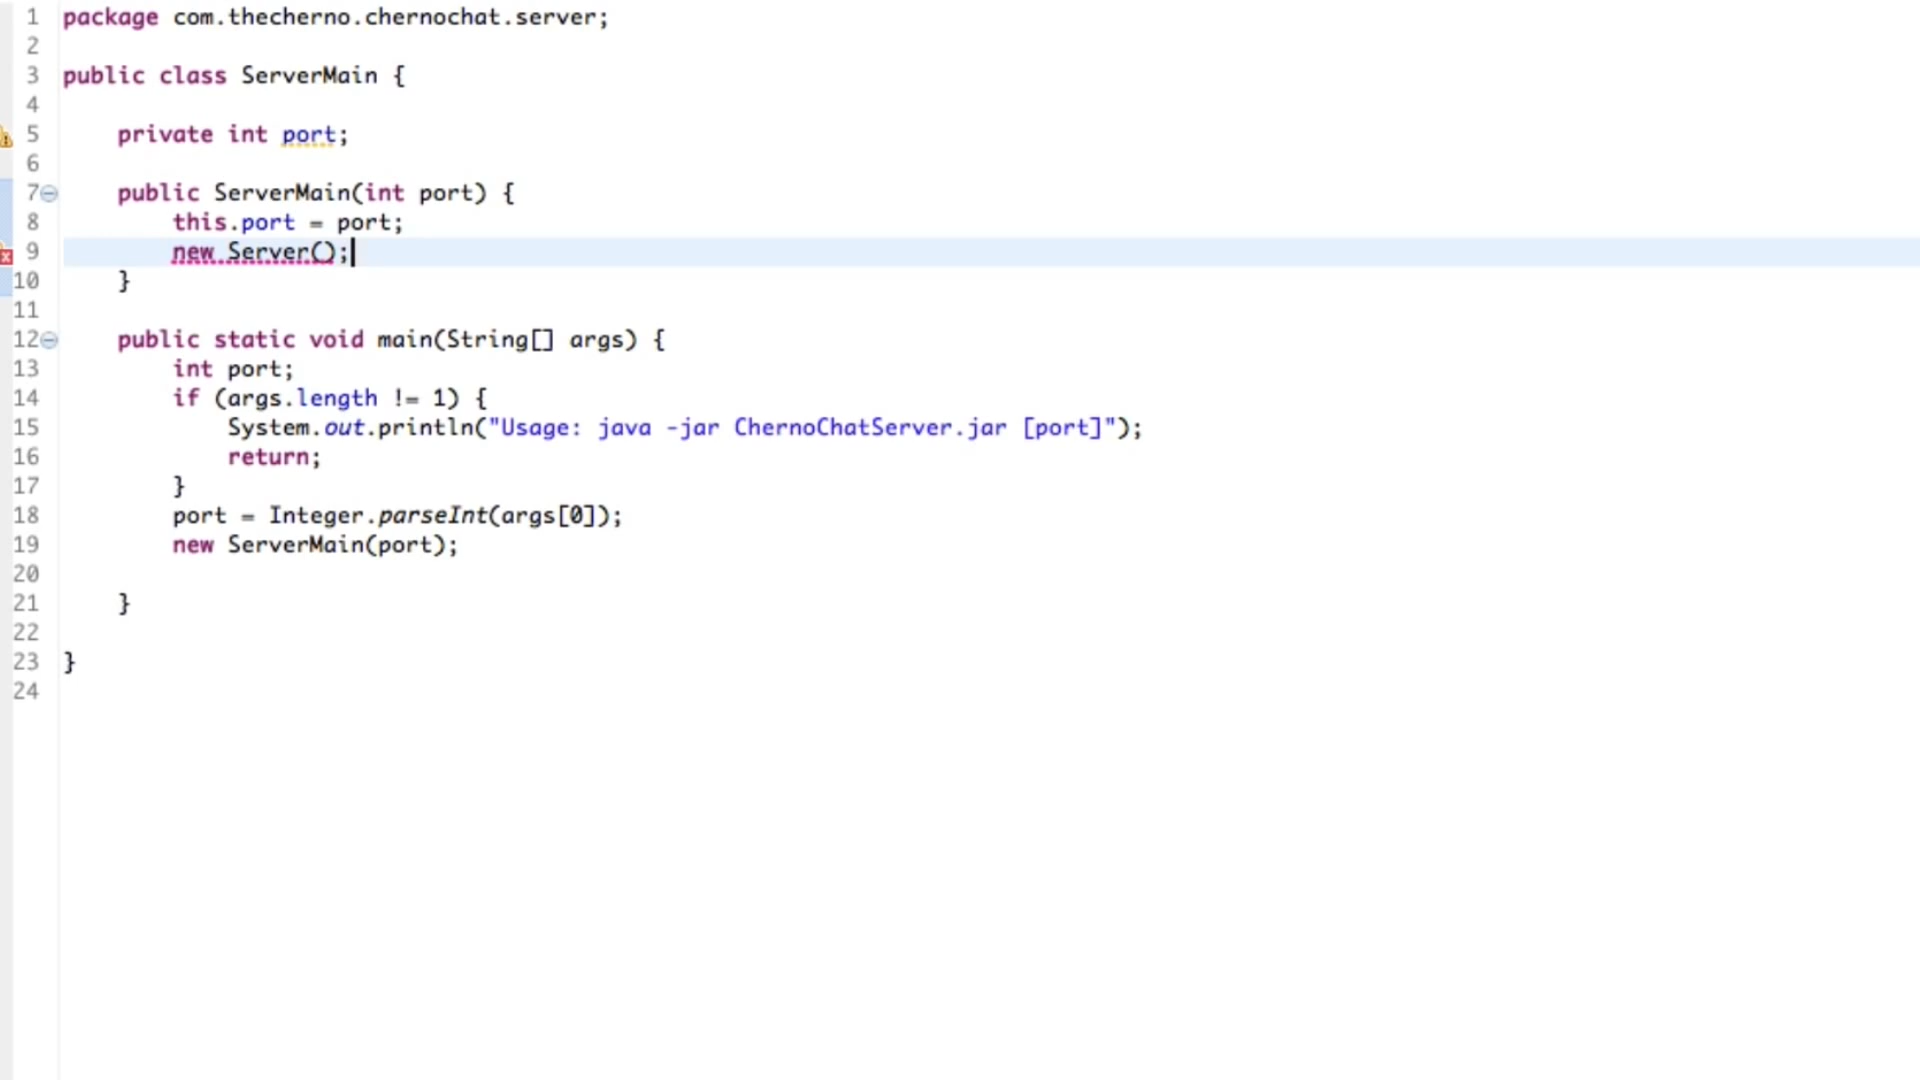 1 package com.thecherno.chernochat.server;
2
3 public class ServerMain {
4
5 private int port;
6
7 public ServerMain(int port) {
8 this.port = port;
9 new Server();
10 }
11
12 public static void main(String[] args) {
13 int port;
14 if (args.length != 1) {
15 System.out.println("Usage: java -jar ChernoChatServer.jar [port]");
16 return;
17 }
18 port = Integer.parseInt(args[0]);
19 new ServerMain(port);
20
21 }
22
23 }
24